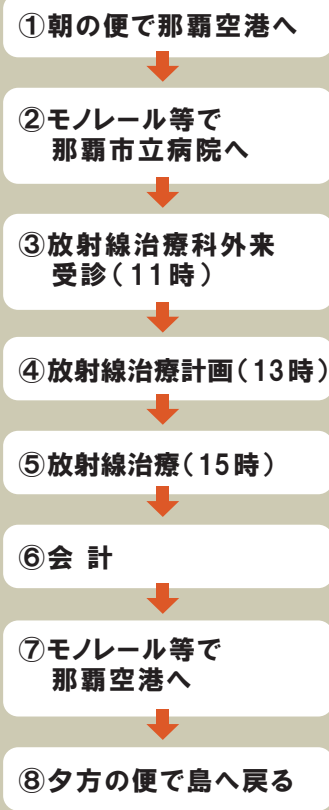 ①朝の便で那覇空港へ
②モノレール等で
那覇市立病院へ
③放射線治療科外来
受診(11時)
④放射線治療計画(13時)
⑤放射線治療(15時)
⑥会 計
⑦モノレール等で
那覇空港へ
⑧夕方の便で島へ戻る